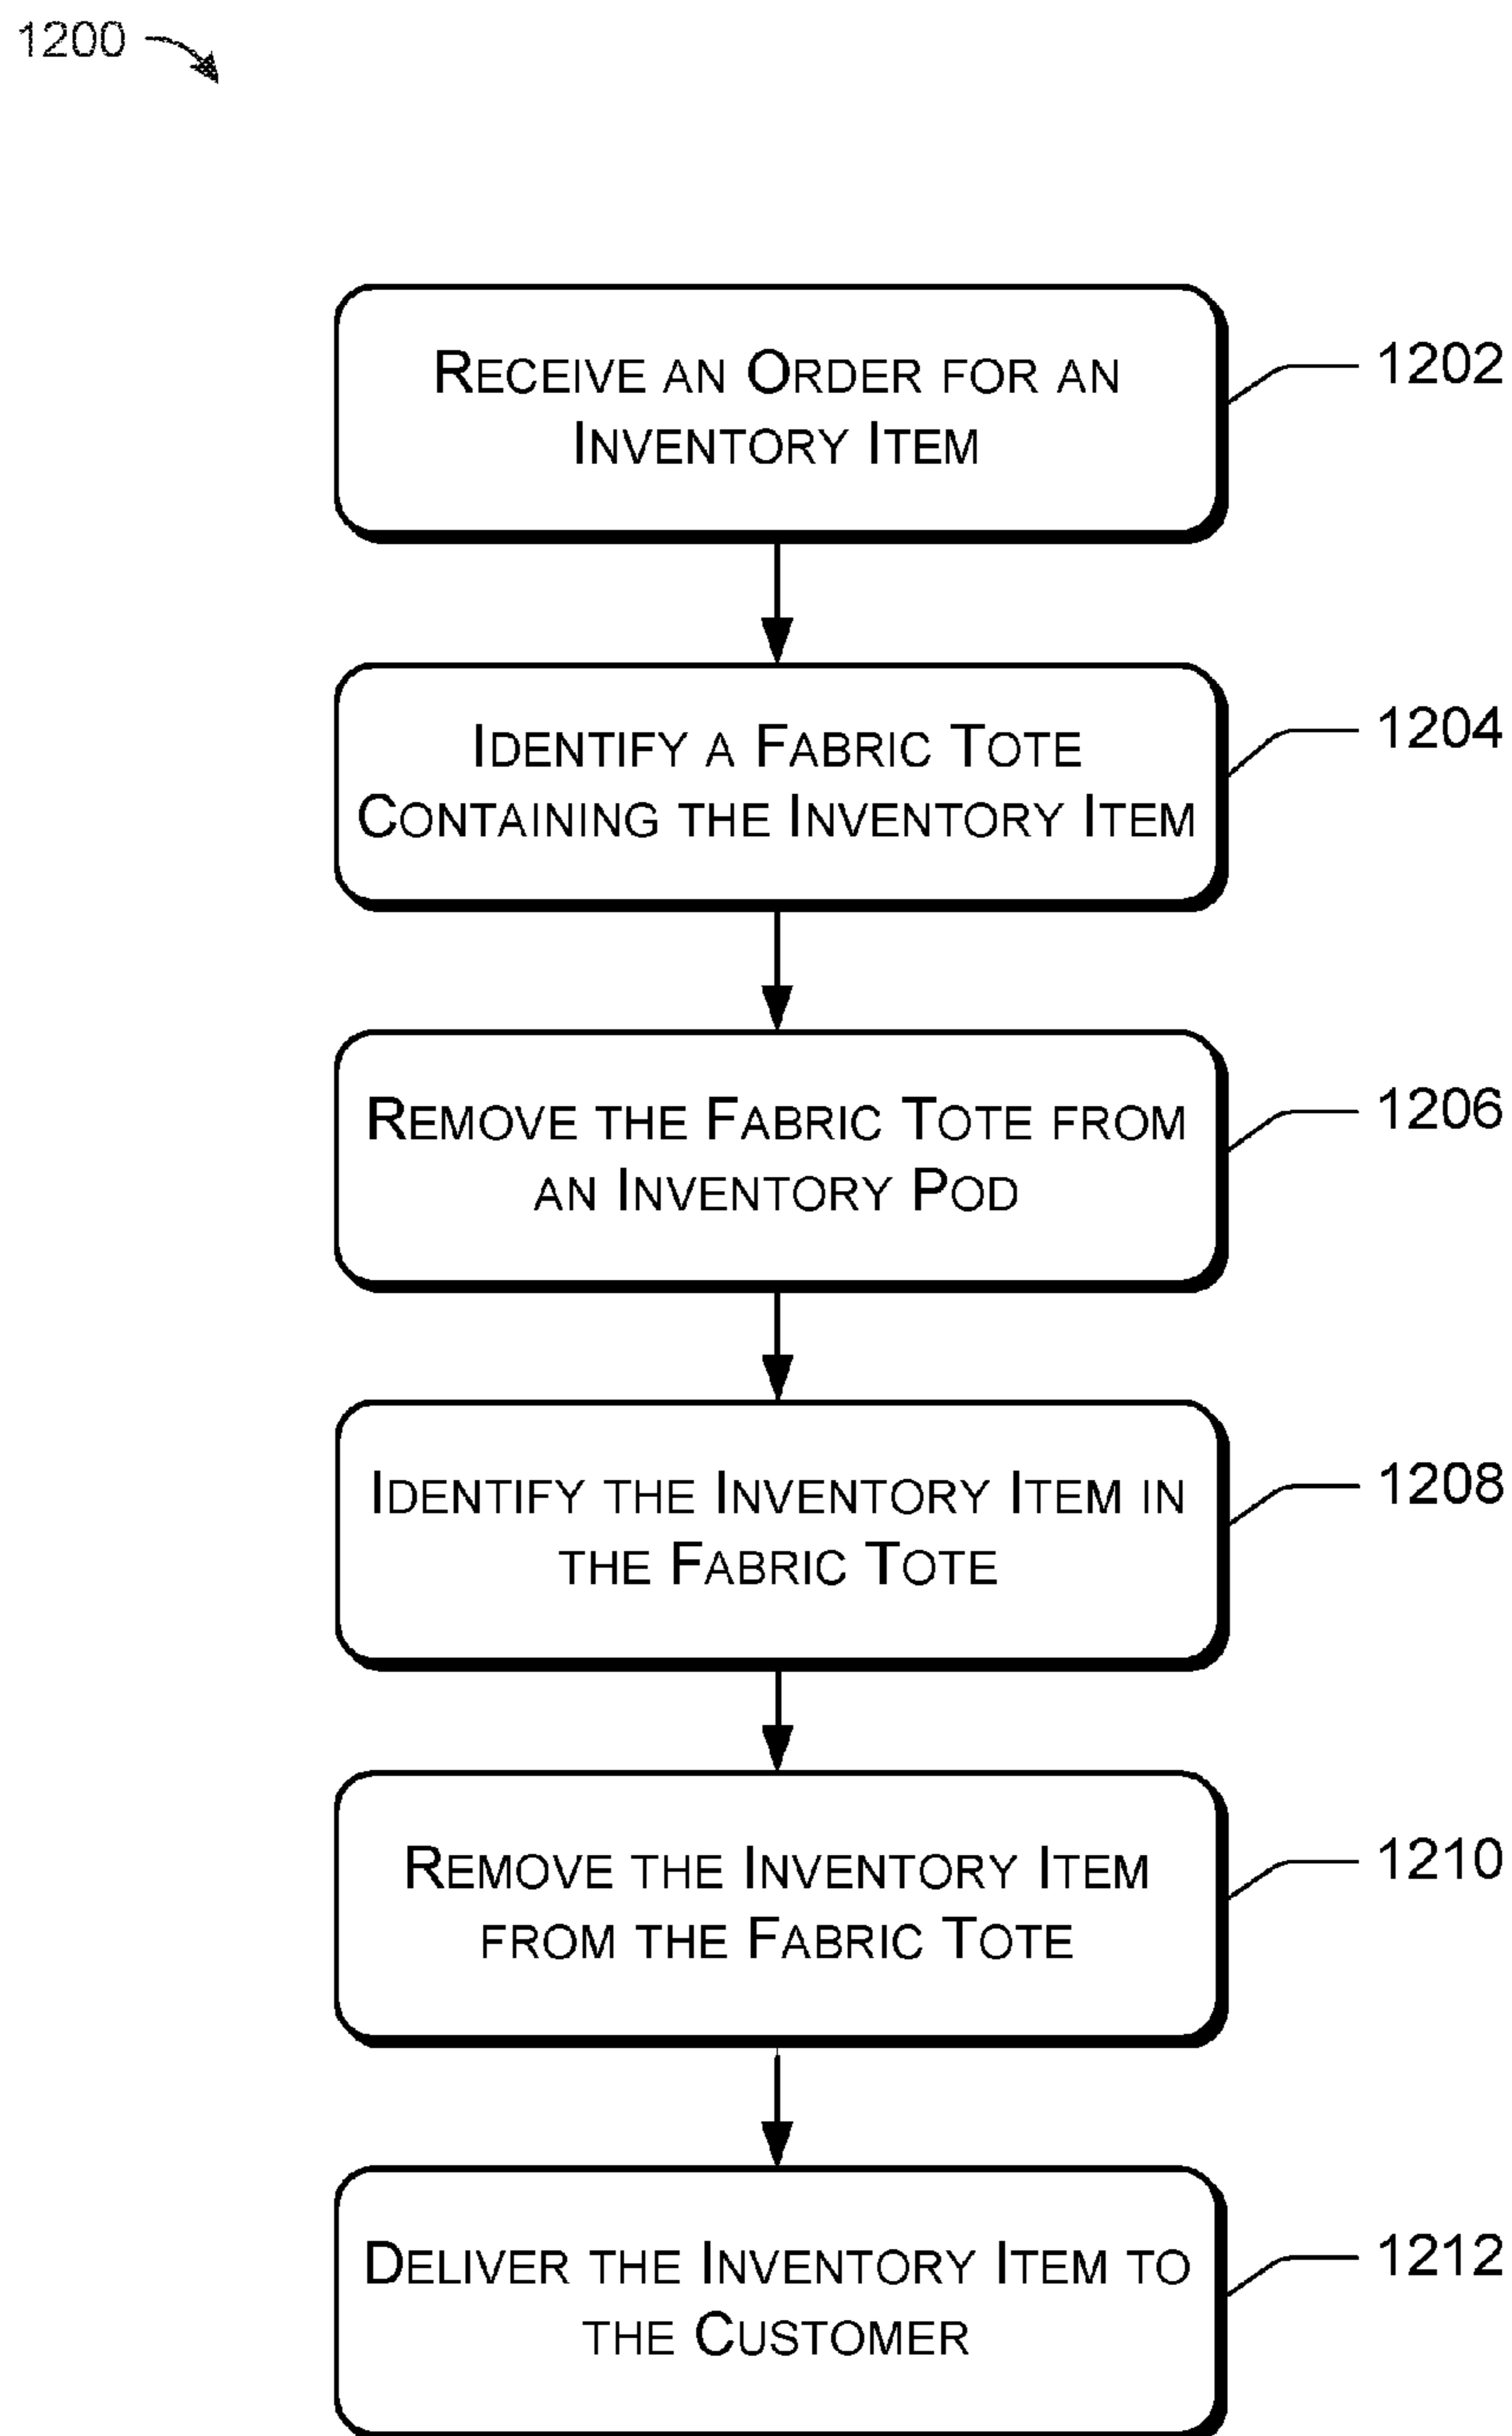 1200
RECEIVE AN ORDER FOR AN
INVENTORY ITEM
1202
IDENTIFY A FABRIC TOTE
CONTAINING THE INVENTORY ITEM
1204
REMOVE THE FABRIC TOTE FROM
AN INVENTORY POD
1206
IDENTIFY THE INVENTORY ITEM IN
THE FABRIC TOTE
1208
REMOVE THE INVENTORY ITEM
FROM THE FABRIC TOTE
1210
DELIVER THE INVENTORY ITEM TO
THE CUSTOMER
1212